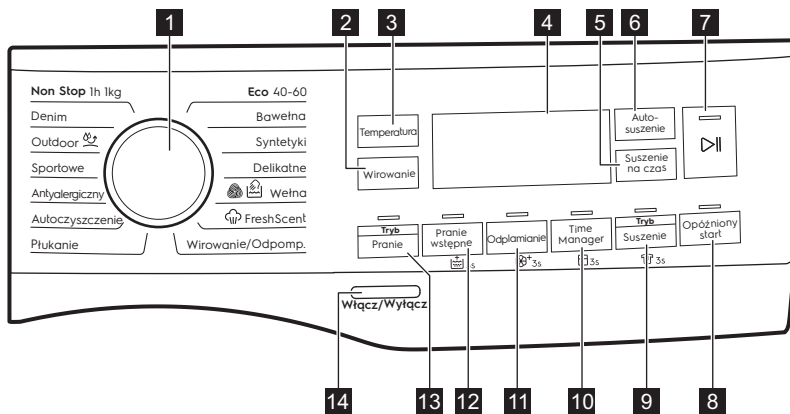 1
2
3
4
5
6
7
Non Stop 1h 1kg
Denim
Outdoor
Sportowe
Antyalergiczny
Autoczyszczenie
Płukanie
Eco 40-60
Bawełna
Syntetyki
Delikatne
Wełna
FreshScent
Wirowanie/Odpomp.
Temperatura
Wirowanie
Auto-
suszenie
Suszenie
na czas
Tryb
Pranie
Pranie
wstępne
Odplamianie
Time
Manager
Tryb
Suszenie
Opóźniony
start
3s
3s
3s
Włącz/Wyłącz
14
13
12
11
10
9
8